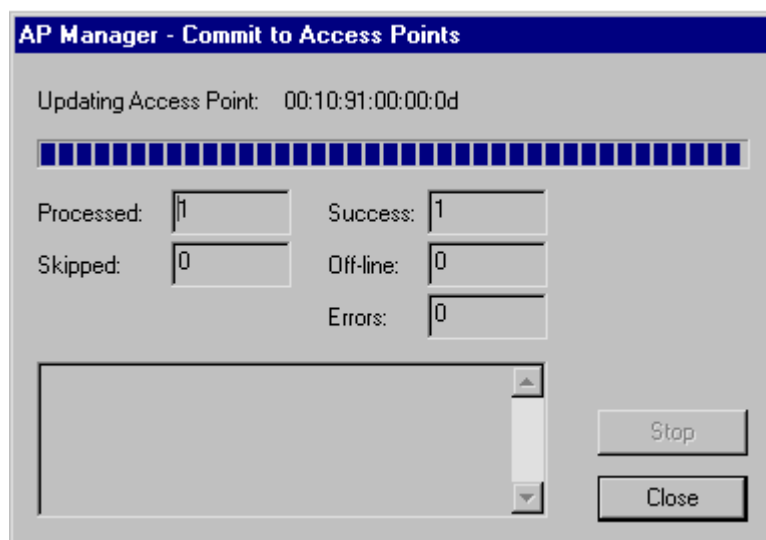 AP Manager - Commit to Access Points
Updating Access Point: 00:10:91:00:00:0d
Processed: 1 Success: 1
Skipped: 0 Off-line: 0
Errors: 0
Stop
Close